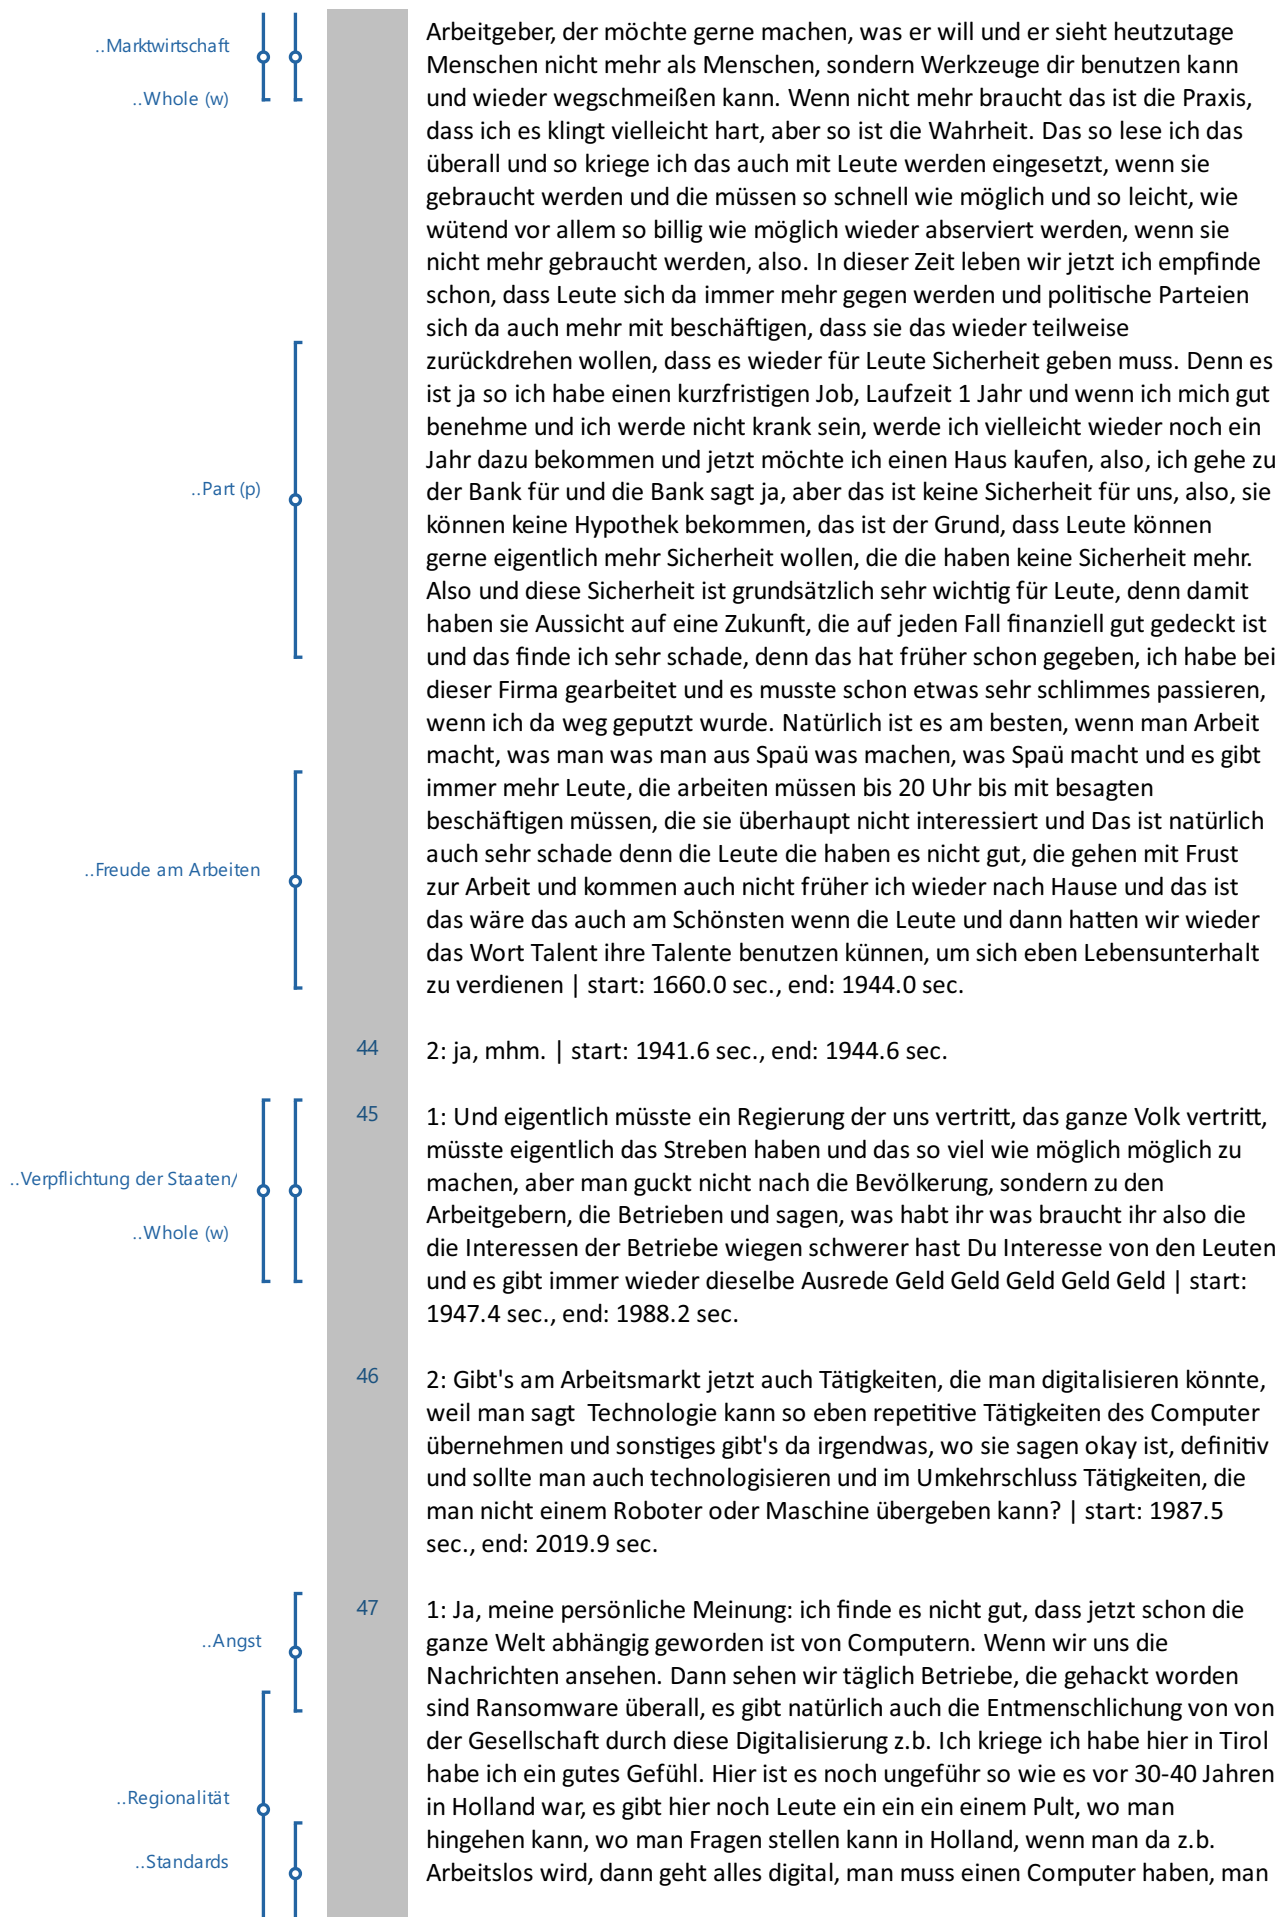 ..Marktwirtschaft
..Whole (w)
Arbeitgeber, der möchte gerne machen, was er will und er sieht heutzutage
Menschen nicht mehr als Menschen, sondern Werkzeuge dir benutzen kann
und wieder wegschmeißen kann. Wenn nicht mehr braucht das ist die Praxis,
dass ich es klingt vielleicht hart, aber so ist die Wahrheit. Das so lese ich das
überall und so kriege ich das auch mit Leute werden eingesetzt, wenn sie
gebraucht werden und die müssen so schnell wie möglich und so leicht, wie
wütend vor allem so billig wie möglich wieder abserviert werden, wenn sie
nicht mehr gebraucht werden, also. In dieser Zeit leben wir jetzt ich empfinde
schon, dass Leute sich da immer mehr gegen werden und politische Parteien
sich da auch mehr mit beschäftigen, dass sie das wieder teilweise
zurückdrehen wollen, dass es wieder für Leute Sicherheit geben muss. Denn es
ist ja so ich habe einen kurzfristigen Job, Laufzeit 1 Jahr und wenn ich mich gut
benehme und ich werde nicht krank sein, werde ich vielleicht wieder noch ein
Jahr dazu bekommen und jetzt möchte ich einen Haus kaufen, also, ich gehe zu
..Part (p)
der Bank für und die Bank sagt ja, aber das ist keine Sicherheit für uns, also, sie
können keine Hypothek bekommen, das ist der Grund, dass Leute können
gerne eigentlich mehr Sicherheit wollen, die die haben keine Sicherheit mehr.
Also und diese Sicherheit ist grundsätzlich sehr wichtig für Leute, denn damit
haben sie Aussicht auf eine Zukunft, die auf jeden Fall finanziell gut gedeckt ist
und das finde ich sehr schade, denn das hat früher schon gegeben, ich habe bei
dieser Firma gearbeitet und es musste schon etwas sehr schlimmes passieren,
wenn ich da weg geputzt wurde. Natürlich ist es am besten, wenn man Arbeit
macht, was man was man aus Spaü was machen, was Spaü macht und es gibt
immer mehr Leute, die arbeiten müssen bis 20 Uhr bis mit besagten
beschäftigen müssen, die sie überhaupt nicht interessiert und Das ist natürlich
..Freude am Arbeiten
auch sehr schade denn die Leute die haben es nicht gut, die gehen mit Frust
zur Arbeit und kommen auch nicht früher ich wieder nach Hause und das ist
das wäre das auch am Schönsten wenn die Leute und dann hatten wir wieder
das Wort Talent ihre Talente benutzen künnen, um sich eben Lebensunterhalt
zu verdienen | start: 1660.0 sec., end: 1944.0 sec.
44
2: ja, mhm. | start: 1941.6 sec., end: 1944.6 sec.
45
1: Und eigentlich müsste ein Regierung der uns vertritt, das ganze Volk vertritt,
müsste eigentlich das Streben haben und das so viel wie möglich möglich zu
..Verpflichtung der Staaten/
machen, aber man guckt nicht nach die Bevölkerung, sondern zu den
..Whole (w)
Arbeitgebern, die Betrieben und sagen, was habt ihr was braucht ihr also die
die Interessen der Betriebe wiegen schwerer hast Du Interesse von den Leuten
und es gibt immer wieder dieselbe Ausrede Geld Geld Geld Geld Geld | start:
1947.4 sec., end: 1988.2 sec.
46
2: Gibt's am Arbeitsmarkt jetzt auch Tätigkeiten, die man digitalisieren könnte,
weil man sagt  Technologie kann so eben repetitive Tätigkeiten des Computer
übernehmen und sonstiges gibt's da irgendwas, wo sie sagen okay ist, definitiv
und sollte man auch technologisieren und im Umkehrschluss Tätigkeiten, die
man nicht einem Roboter oder Maschine übergeben kann? | start: 1987.5
sec., end: 2019.9 sec.
47
1: Ja, meine persönliche Meinung: ich finde es nicht gut, dass jetzt schon die
..Angst
ganze Welt abhängig geworden ist von Computern. Wenn wir uns die
Nachrichten ansehen. Dann sehen wir täglich Betriebe, die gehackt worden
sind Ransomware überall, es gibt natürlich auch die Entmenschlichung von von
der Gesellschaft durch diese Digitalisierung z.b. Ich kriege ich habe hier in Tirol
habe ich ein gutes Gefühl. Hier ist es noch ungeführ so wie es vor 30-40 Jahren
..Regionalität
in Holland war, es gibt hier noch Leute ein ein ein einem Pult, wo man
hingehen kann, wo man Fragen stellen kann in Holland, wenn man da z.b.
..Standards
Arbeitslos wird, dann geht alles digital, man muss einen Computer haben, man